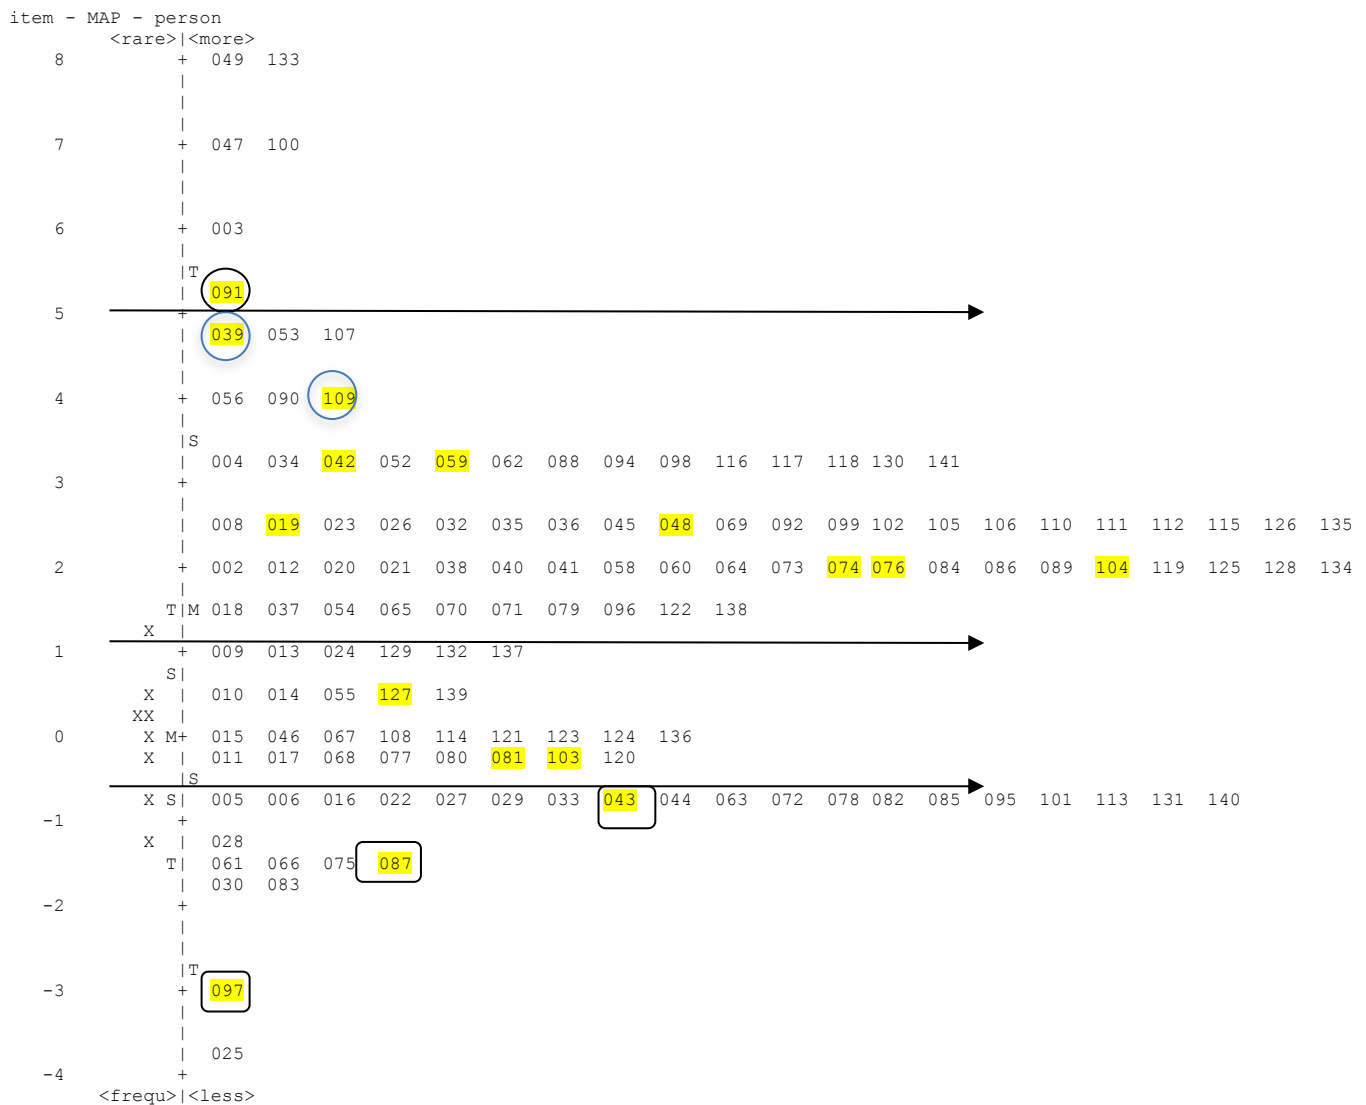 item - MAP - person
<rare>|<more>
8 + 049 133
|
|
|
7 + 047 100
|
|
|
6 + 003
|
|T
| 091
5 +
| 039 053 107
|
|
4 + 056 090 109
|
|S
| 004 034 042 052 059 062 088 094 098 116 117 118 130 141
3 +
|
| 008 019 023 026 032 035 036 045 048 069 092 099 102 105 106 110 111 112 115 126 135
|
2 + 002 012 020 021 038 040 041 058 060 064 073 074 076 084 086 089 104 119 125 128 134
|
T|M 018 037 054 065 070 071 079 096 122 138
X |
1 + 009 013 024 129 132 137
S|
X | 010 014 055 127 139
XX |
0 X M+ 015 046 067 108 114 121 123 124 136
X | 011 017 068 077 080 081 103 120
|S
X S| 005 006 016 022 027 029 033 043 044 063 072 078 082 085 095 101 113 131 140
-1 +
X | 028
T| 061 066 075 087
| 030 083
-2 +
|
|
|T
-3 + 097
|
|
| 025
-4 +
<frequ>|<less>